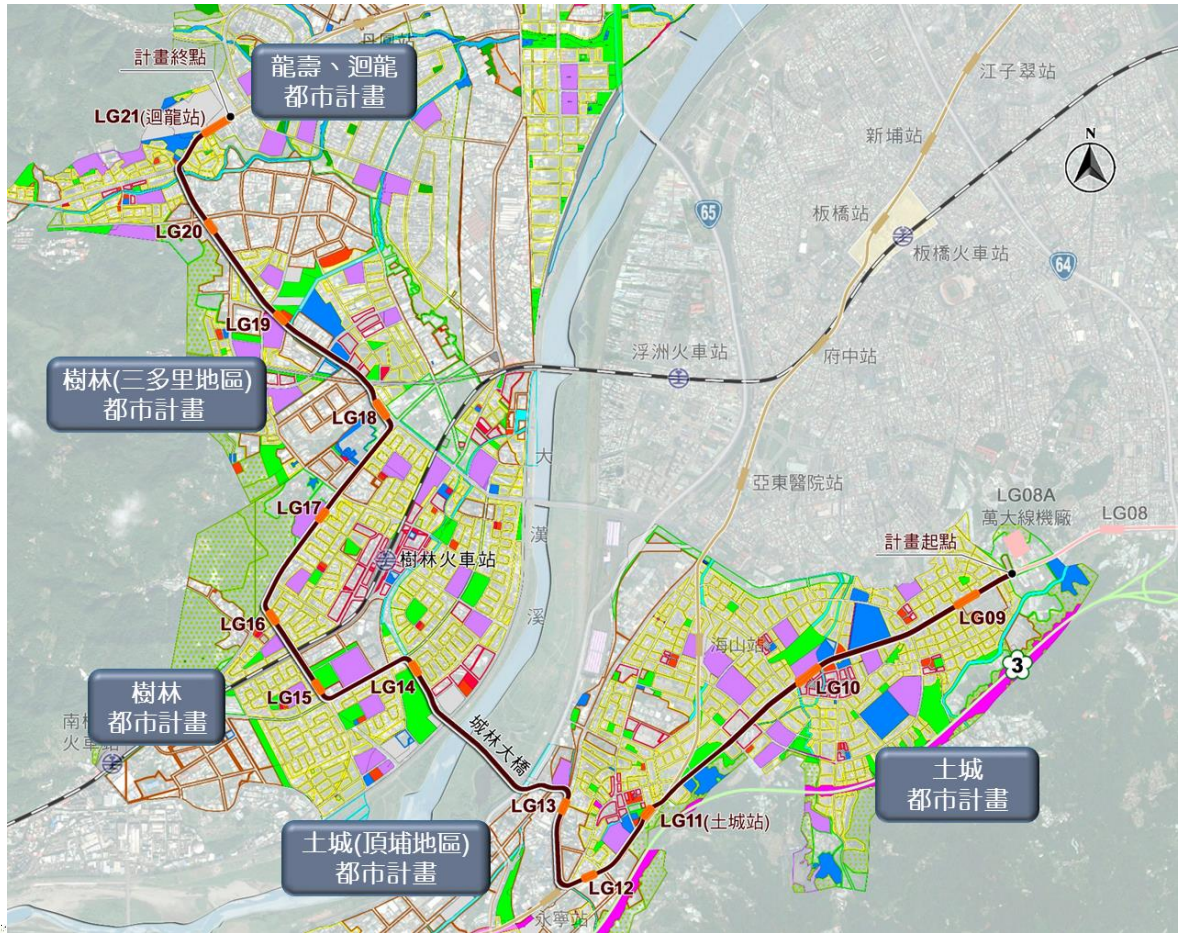 丹鳳站
計畫終點
龍壽、迴龍
都市計畫
江子翠站
LG21(迴龍站)
新埔站
N
65
板橋站
板橋火車站
64
LG20
LG19
浮洲火車站
府中站
樹林(三多里地區)
都市計畫
LG18
大
漢
溪
亞東醫院站
LG08A
萬大線機廠
LG08
LG17
計畫起點
樹林火車站
LG09
LG16
海山站
3
LG10
LG15
LG14
樹林
都市計畫
火車站
城林大橋
土城
都市計畫
LG13
LG11(土城站)
土城(頂埔地區)
都市計畫
LG12
永寧站